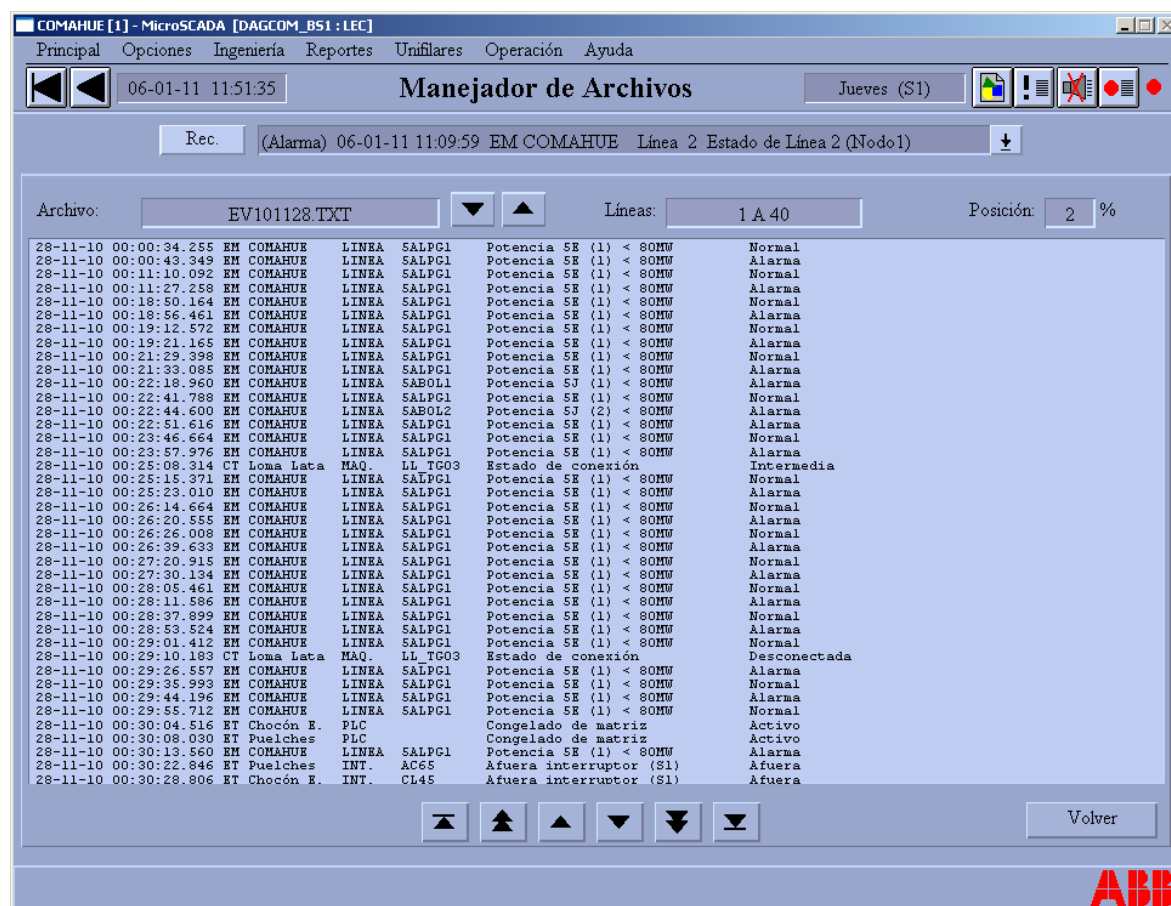 COMAHUE [1] - MicroSCADA [DAGCOM_BS1 : LEC]
Principal Opciones Ingeniería Reportes Unifilares Operación Ayuda
06-01-11 11:51:35 Manejador de Archivos Jueves (S1)
Rec. (Alarma) 06-01-11 11:09:59 EM COMAHUE Línea 2 Estado de Línea 2 (Nodo1)
Archivo: EV101128.TXT Líneas: 1 A 40 Posición: 2 %
28-11-10 00:00:34.255 EM COMAHUE LINEA 5ALPG1 Potencia 5E (1) < 80MW Normal
28-11-10 00:00:43.349 EM COMAHUE LINEA 5ALPG1 Potencia 5E (1) < 80MW Alarma
28-11-10 00:11:10.092 EM COMAHUE LINEA 5ALPG1 Potencia 5E (1) < 80MW Normal
28-11-10 00:11:27.258 EM COMAHUE LINEA 5ALPG1 Potencia 5E (1) < 80MW Alarma
28-11-10 00:18:50.164 EM COMAHUE LINEA 5ALPG1 Potencia 5E (1) < 80MW Normal
28-11-10 00:18:56.461 EM COMAHUE LINEA 5ALPG1 Potencia 5E (1) < 80MW Alarma
28-11-10 00:19:12.572 EM COMAHUE LINEA 5ALPG1 Potencia 5E (1) < 80MW Normal
28-11-10 00:19:21.165 EM COMAHUE LINEA 5ALPG1 Potencia 5E (1) < 80MW Alarma
28-11-10 00:21:29.398 EM COMAHUE LINEA 5ALPG1 Potencia 5E (1) < 80MW Normal
28-11-10 00:21:33.085 EM COMAHUE LINEA 5ALPG1 Potencia 5E (1) < 80MW Alarma
28-11-10 00:22:18.960 EM COMAHUE LINEA 5ABOL1 Potencia 5J (1) < 80MW Alarma
28-11-10 00:22:41.788 EM COMAHUE LINEA 5ALPG1 Potencia 5E (1) < 80MW Normal
28-11-10 00:22:44.600 EM COMAHUE LINEA 5ABOL2 Potencia 5J (2) < 80MW Alarma
28-11-10 00:22:51.616 EM COMAHUE LINEA 5ALPG1 Potencia 5E (1) < 80MW Alarma
28-11-10 00:23:46.664 EM COMAHUE LINEA 5ALPG1 Potencia 5E (1) < 80MW Normal
28-11-10 00:23:57.976 EM COMAHUE LINEA 5ALPG1 Potencia 5E (1) < 80MW Alarma
28-11-10 00:25:08.314 CT Loma Lata MAQ. LL_TG03 Estado de conexión Intermedia
28-11-10 00:25:15.371 EM COMAHUE LINEA 5ALPG1 Potencia 5E (1) < 80MW Normal
28-11-10 00:25:23.010 EM COMAHUE LINEA 5ALPG1 Potencia 5E (1) < 80MW Alarma
28-11-10 00:26:14.664 EM COMAHUE LINEA 5ALPG1 Potencia 5E (1) < 80MW Normal
28-11-10 00:26:20.555 EM COMAHUE LINEA 5ALPG1 Potencia 5E (1) < 80MW Alarma
28-11-10 00:26:26.008 EM COMAHUE LINEA 5ALPG1 Potencia 5E (1) < 80MW Normal
28-11-10 00:26:39.633 EM COMAHUE LINEA 5ALPG1 Potencia 5E (1) < 80MW Alarma
28-11-10 00:27:20.915 EM COMAHUE LINEA 5ALPG1 Potencia 5E (1) < 80MW Normal
28-11-10 00:27:30.134 EM COMAHUE LINEA 5ALPG1 Potencia 5E (1) < 80MW Alarma
28-11-10 00:28:05.461 EM COMAHUE LINEA 5ALPG1 Potencia 5E (1) < 80MW Normal
28-11-10 00:28:11.586 EM COMAHUE LINEA 5ALPG1 Potencia 5E (1) < 80MW Alarma
28-11-10 00:28:37.899 EM COMAHUE LINEA 5ALPG1 Potencia 5E (1) < 80MW Normal
28-11-10 00:28:53.524 EM COMAHUE LINEA 5ALPG1 Potencia 5E (1) < 80MW Alarma
28-11-10 00:29:01.412 EM COMAHUE LINEA 5ALPG1 Potencia 5E (1) < 80MW Normal
28-11-10 00:29:10.183 CT Loma Lata MAQ. LL_TG03 Estado de conexión Desconectada
28-11-10 00:29:26.557 EM COMAHUE LINEA 5ALPG1 Potencia 5E (1) < 80MW Alarma
28-11-10 00:29:35.993 EM COMAHUE LINEA 5ALPG1 Potencia 5E (1) < 80MW Normal
28-11-10 00:29:44.196 EM COMAHUE LINEA 5ALPG1 Potencia 5E (1) < 80MW Alarma
28-11-10 00:29:55.712 EM COMAHUE LINEA 5ALPG1 Potencia 5E (1) < 80MW Normal
28-11-10 00:30:04.516 ET Chocón E. PLC Congelado de matriz Activo
28-11-10 00:30:08.030 ET Puelches PLC Congelado de matriz Activo
28-11-10 00:30:13.560 EM COMAHUE LINEA 5ALPG1 Potencia 5E (1) < 80MW Alarma
28-11-10 00:30:22.846 ET Puelches INT. AC65 Afuera interruptor (S1) Afuera
28-11-10 00:30:28.806 ET Chocón E. INT. CL45 Afuera interruptor (S1) Afuera
Volver
ABB